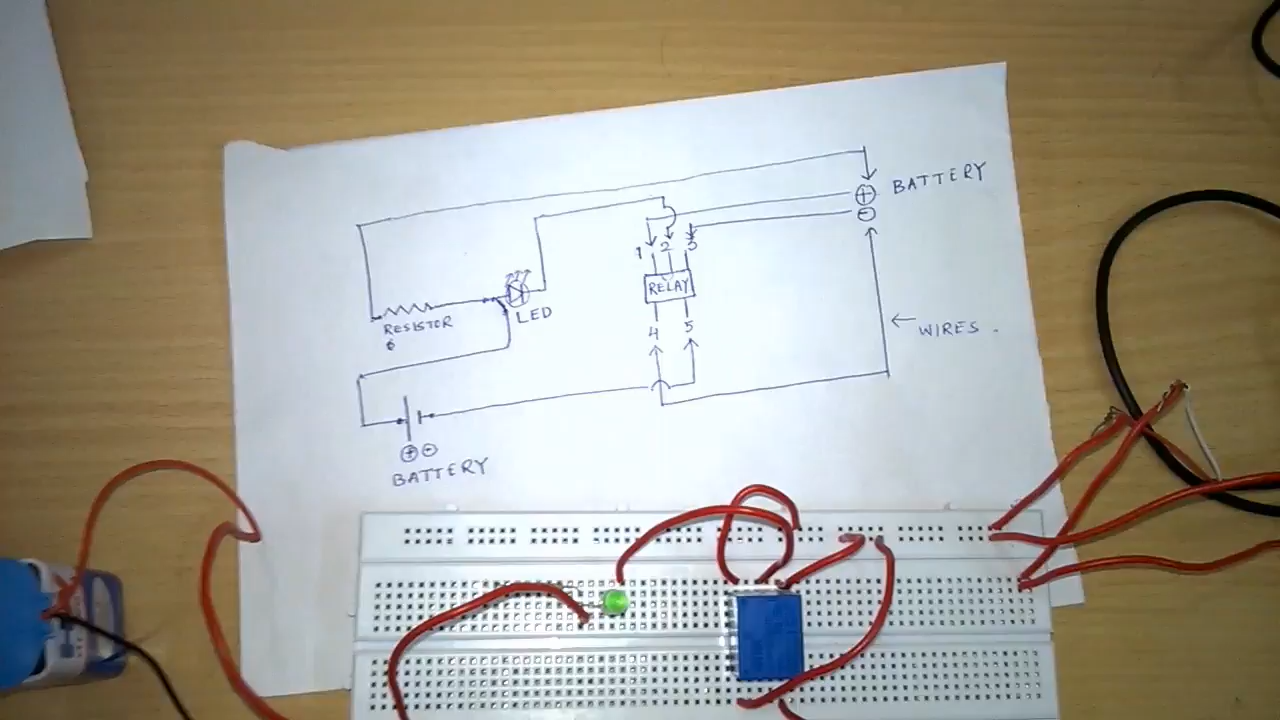 ⊕ BATTERY
⊖
1 2 3
RELAY
LED
RESISTOR
4 5
← WIRES .
⊕ ⊖
BATTERY